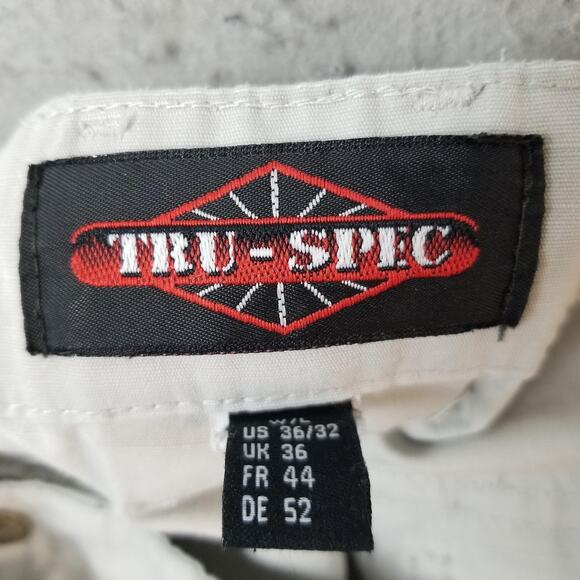 TRU-SPEC
W/L
US 36/32
UK 36
FR 44
DE 52